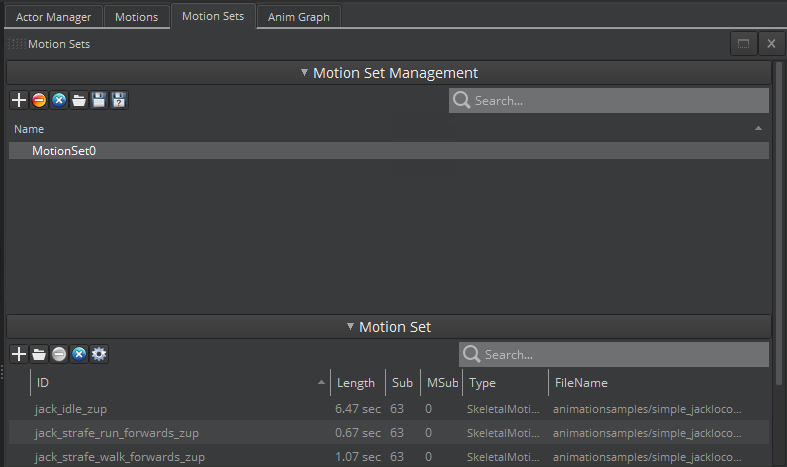 Actor Manager Motions Motion Sets Anim Graph
Motion Sets
Motion Set Management
Search...
Name
MotionSet0
Motion Set
Search...
ID Length Sub MSub Type FileName
jack_idle_zup 6.47 sec 63 0 SkeletalMoti... animationsamples/simple_jackloco...
jack_strafe_run_forwards_zup 0.67 sec 63 0 SkeletalMoti... animationsamples/simple_jackloco...
jack_strafe_walk_forwards_zup 1.07 sec 63 0 SkeletalMoti... animationsamples/simple_jackloco...